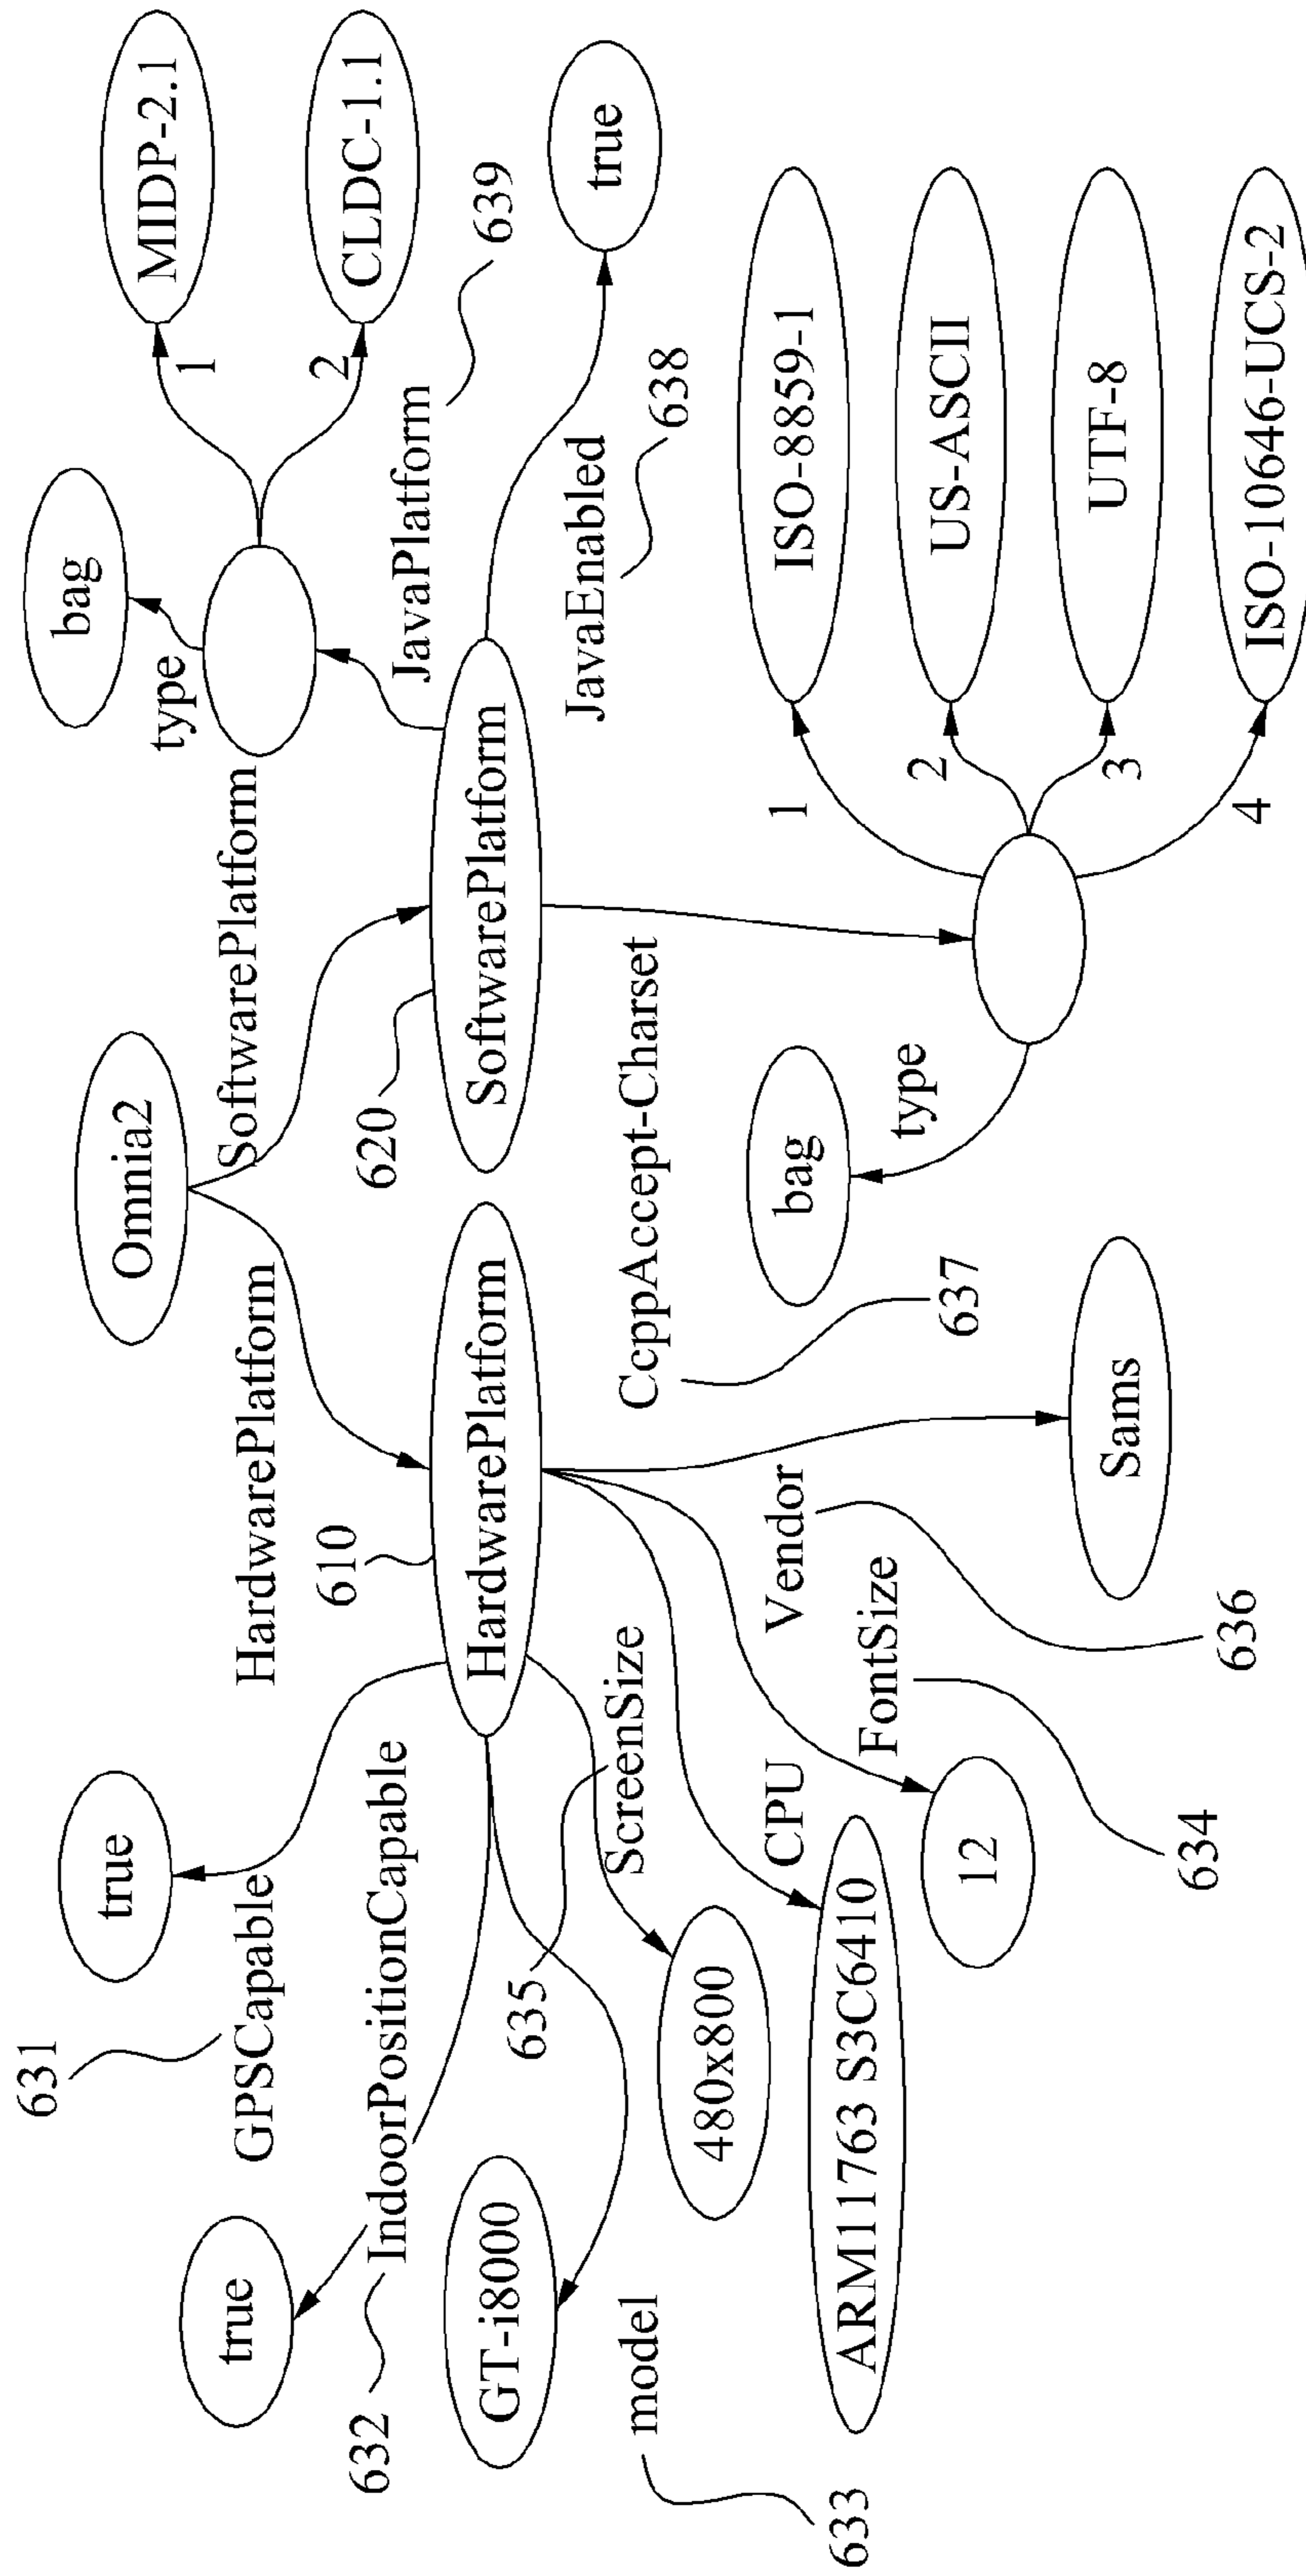 Omnia2
HardwarePlatform
SoftwarePlatform
610
HardwarePlatform
620
SoftwarePlatform
631
GPSCapable
true
632
IndoorPositionCapable
true
633
model
GT-i8000
635
ScreenSize
480x800
CPU
ARM11763 S3C6410
FontSize
634
12
Vendor
636
Sams
CcppAccept-Charset
637
type
bag
1
ISO-8859-1
2
US-ASCII
3
UTF-8
4
ISO-10646-UCS-2
JavaEnabled
638
true
JavaPlatform
639
type
bag
1
MIDP-2.1
2
CLDC-1.1